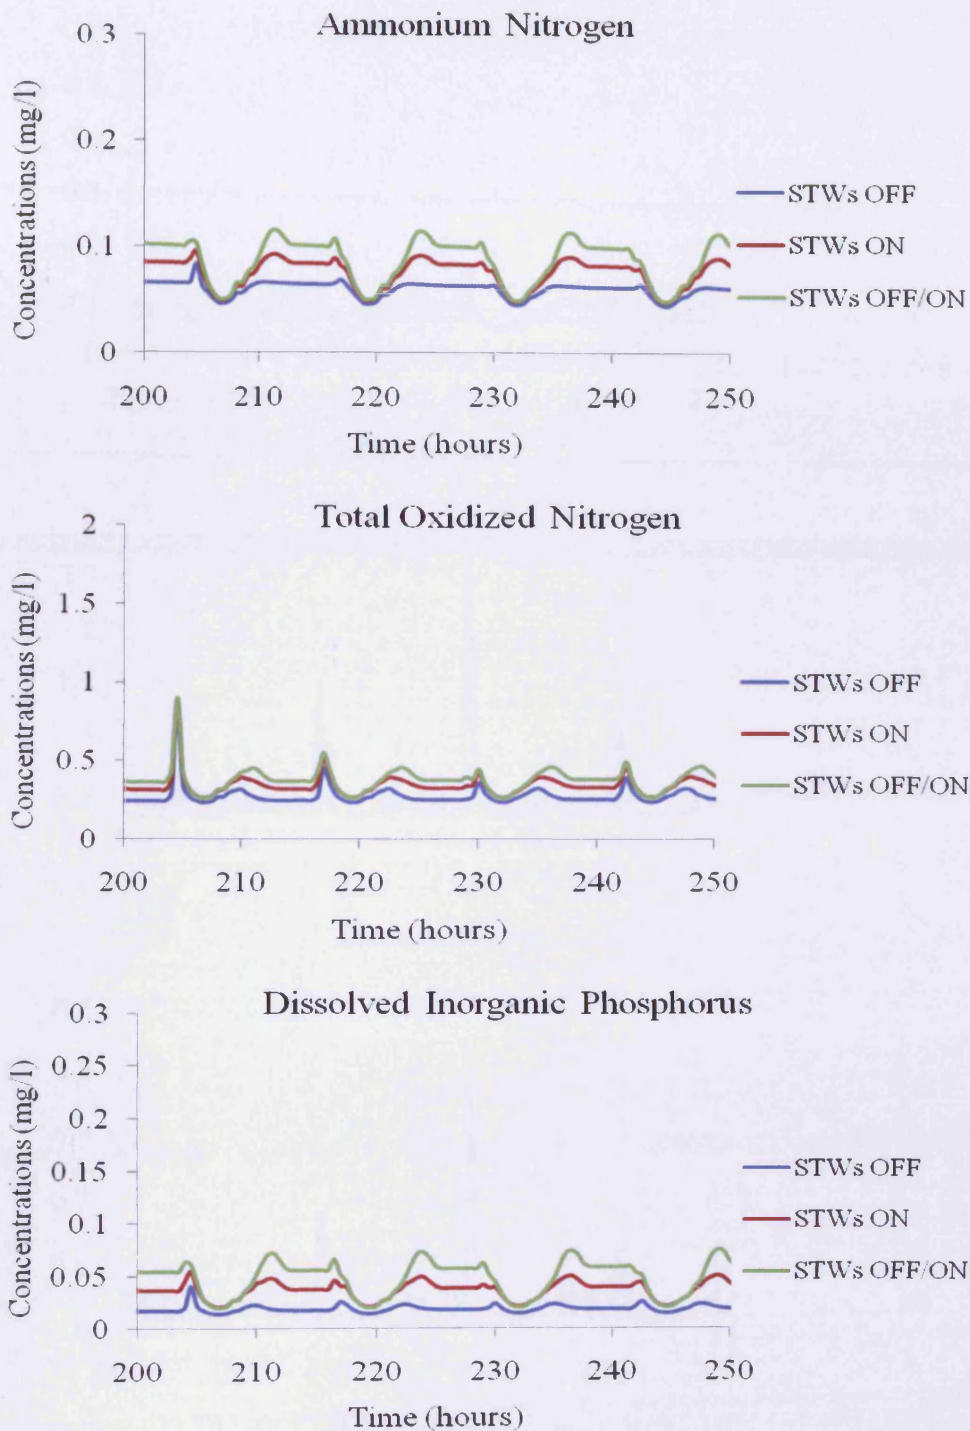 Ammonium Nitrogen
Concentrations (mg/l)
0.3
0.2
0.1
0
200 210 220 230 240 250
Time (hours)
STWs OFF
STWs ON
STWs OFF/ON
Total Oxidized Nitrogen
Concentrations (mg/l)
2
1.5
1
0.5
0
200 210 220 230 240 250
Time (hours)
STWs OFF
STWs ON
STWs OFF/ON
Dissolved Inorganic Phosphorus
Concentrations (mg/l)
0.3
0.25
0.2
0.15
0.1
0.05
0
200 210 220 230 240 250
Time (hours)
STWs OFF
STWs ON
STWs OFF/ON